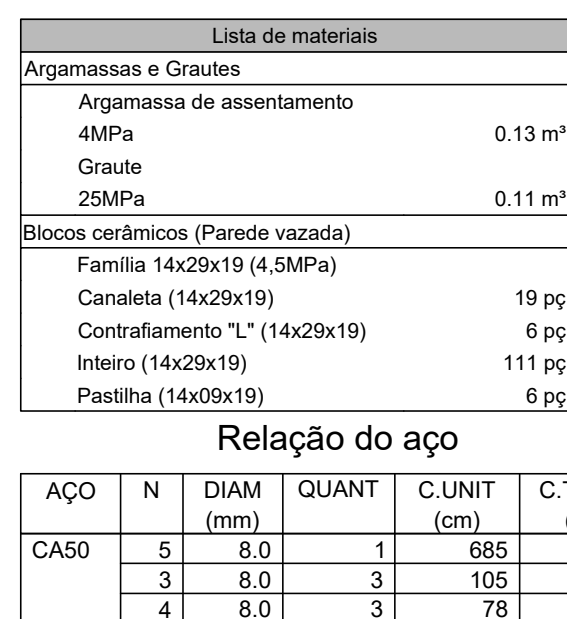 Lista de materiais
Argamassas e Grautes
Argamassa de assentamento
4MPa 0.13 m³
Graute
25MPa 0.11 m³
Blocos cerâmicos (Parede vazada)
Família 14x29x19 (4,5MPa)
Canaleta (14x29x19) 19 pç
Contrafiamento "L" (14x29x19) 6 pç
Inteiro (14x29x19) 111 pç
Pastilha (14x09x19) 6 pç
Relação do aço
AÇO N DIAM QUANT C.UNIT
(mm) (cm)
CA50 5 8.0 1 685
3 8.0 3 105
4 8.0 3 78